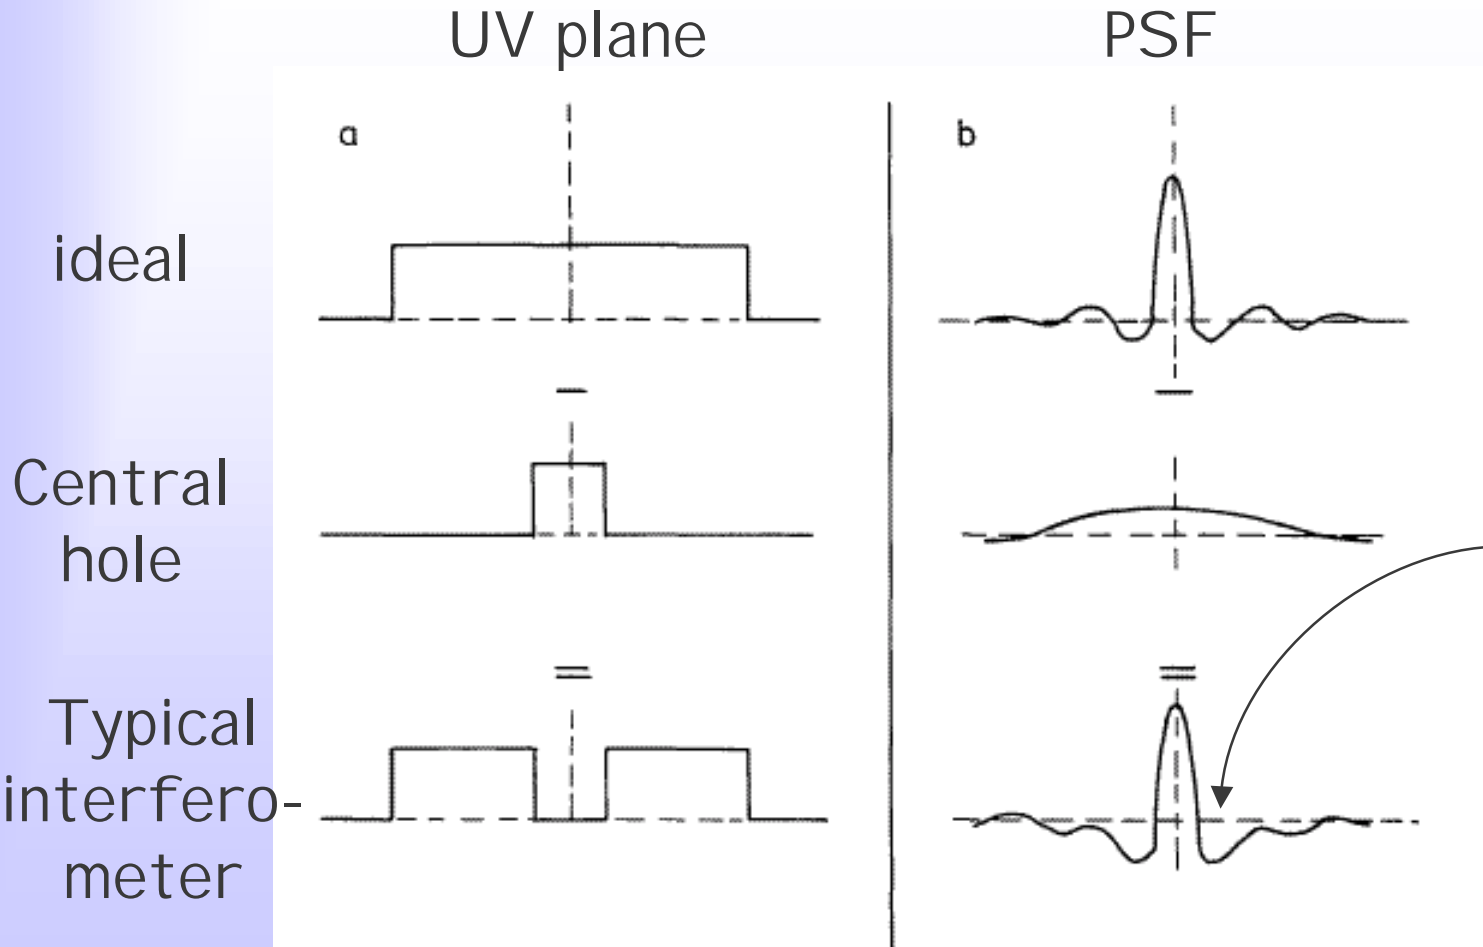 UV plane
PSF
a
b
ideal
Central
hole
Typical
interfero-
meter